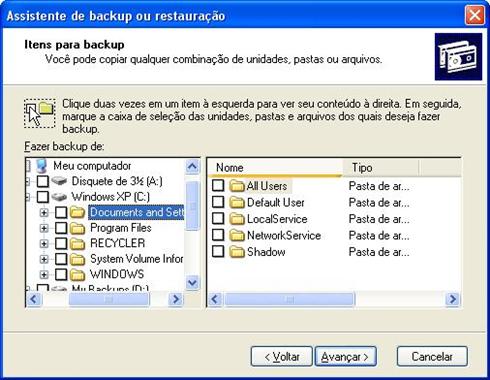 Assistente de backup ou restauração
Itens para backup
Você pode copiar qualquer combinação de unidades, pastas ou arquivos.
Clique duas vezes em um item à esquerda para ver seu conteúdo à direita. Em seguida,
marque a caixa de seleção das unidades, pastas e arquivos dos quais deseja fazer
backup.
Fazer backup de:
Meu computador
Disquete de 3½ (A:)
Windows XP (C:)
Documents and Sett
Program Files
RECYCLER
System Volume Infor
WINDOWS
My Backups (D:)
Nome Tipo
All Users Pasta de ar...
Default User Pasta de ar...
LocalService Pasta de ar...
NetworkService Pasta de ar...
Shadow Pasta de ar...
< Voltar Avançar > Cancelar